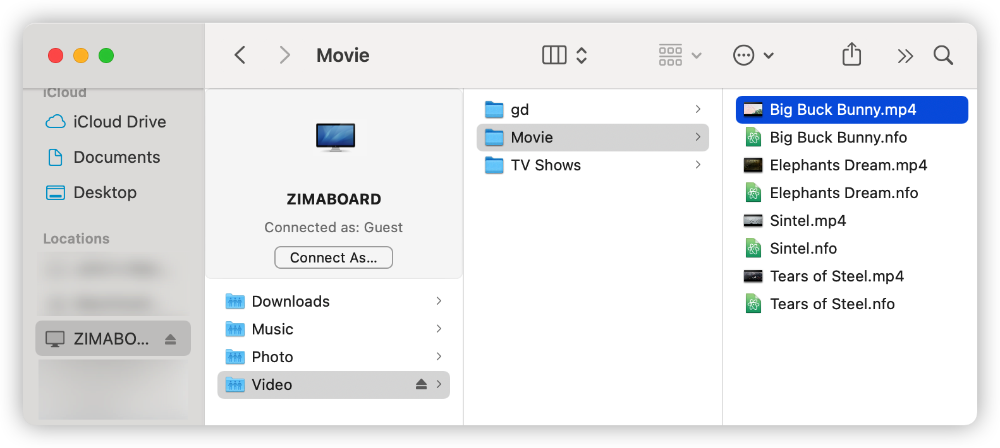 Movie
iCloud
iCloud Drive
Documents
Desktop
Locations
ZIMABO...
ZIMABOARD
Connected as: Guest
Connect As...
Downloads
Music
Photo
Video
gd
Movie
TV Shows
Big Buck Bunny.mp4
Big Buck Bunny.nfo
Elephants Dream.mp4
Elephants Dream.nfo
Sintel.mp4
Sintel.nfo
Tears of Steel.mp4
Tears of Steel.nfo